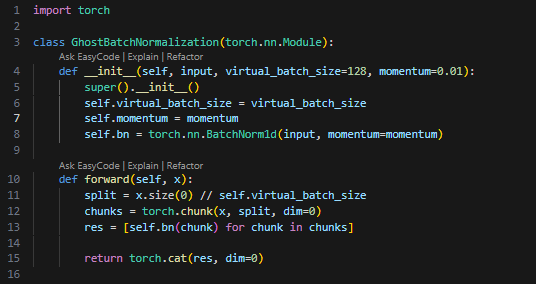 1 import torch
2
3 class GhostBatchNormalization(torch.nn.Module):
Ask EasyCode | Explain | Refactor
4     def __init__(self, input, virtual_batch_size=128, momentum=0.01):
5         super().__init__()
6         self.virtual_batch_size = virtual_batch_size
7         self.momentum = momentum
8         self.bn = torch.nn.BatchNorm1d(input, momentum=momentum)
9
Ask EasyCode | Explain | Refactor
10     def forward(self, x):
11         split = x.size(0) // self.virtual_batch_size
12         chunks = torch.chunk(x, split, dim=0)
13         res = [self.bn(chunk) for chunk in chunks]
14
15         return torch.cat(res, dim=0)
16